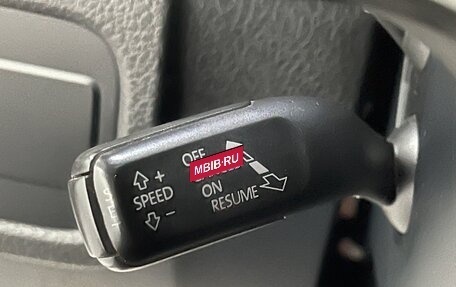 OFF
MBIB.RU
+
SPEED
ON
RESUME
-